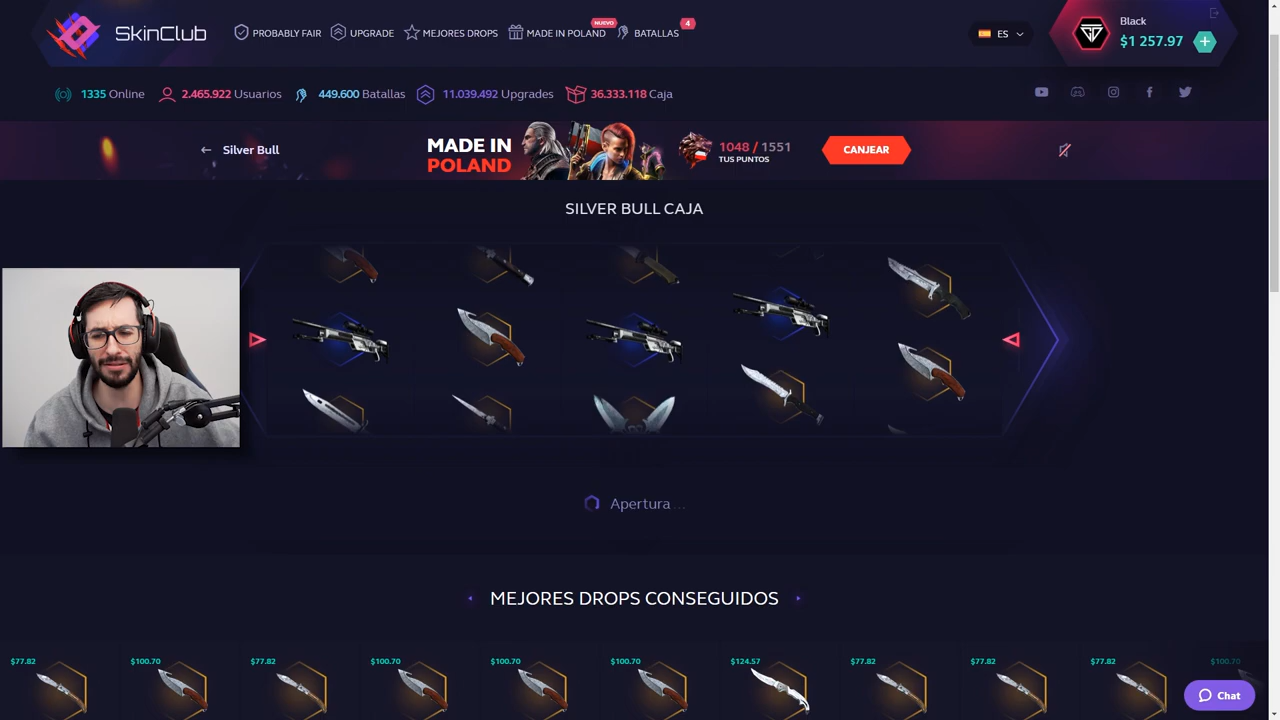 SkinClub
PROBABLY FAIR
UPGRADE
MEJORES DROPS
MADE IN POLAND
NUEVO
BATALLAS
4
ES
Black
$1 257.97
1335 Online
2.465.922 Usuarios
449.600 Batallas
11.039.492 Upgrades
36.333.118 Caja
← Silver Bull
MADE IN
POLAND
1048 / 1551
TUS PUNTOS
CANJEAR
SILVER BULL CAJA
Apertura ...
MEJORES DROPS CONSEGUIDOS
$77.82
$100.70
$77.82
$100.70
$100.70
$100.70
$124.57
$77.82
$77.82
$77.82
$100.70
Chat